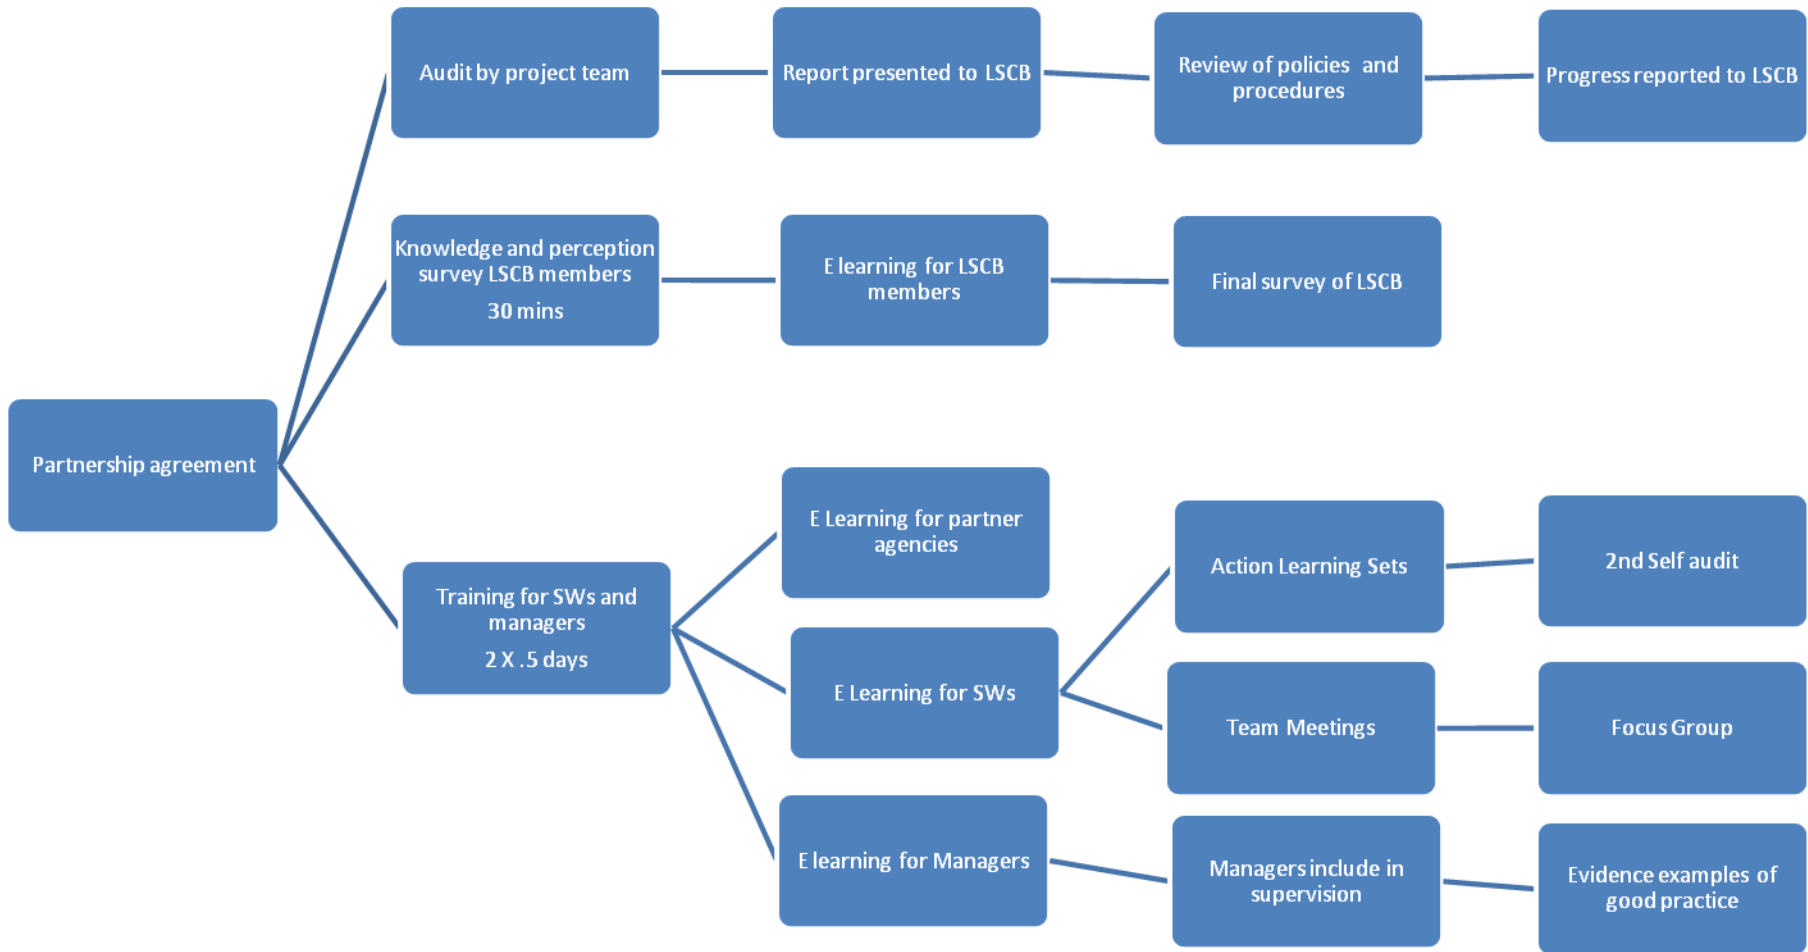 Audit by project team
Report presented to LSCB
Review of policies and
procedures
Progress reported to LSCB
Knowledge and perception
survey LSCB members
30 mins
E learning for LSCB
members
Final survey of LSCB
Partnership agreement
Training for SWs and
managers
2 X .5 days
E Learning for partner
agencies
E Learning for SWs
E learning for Managers
Action Learning Sets
2nd Self audit
Team Meetings
Focus Group
Managers include in
supervision
Evidence examples of
good practice